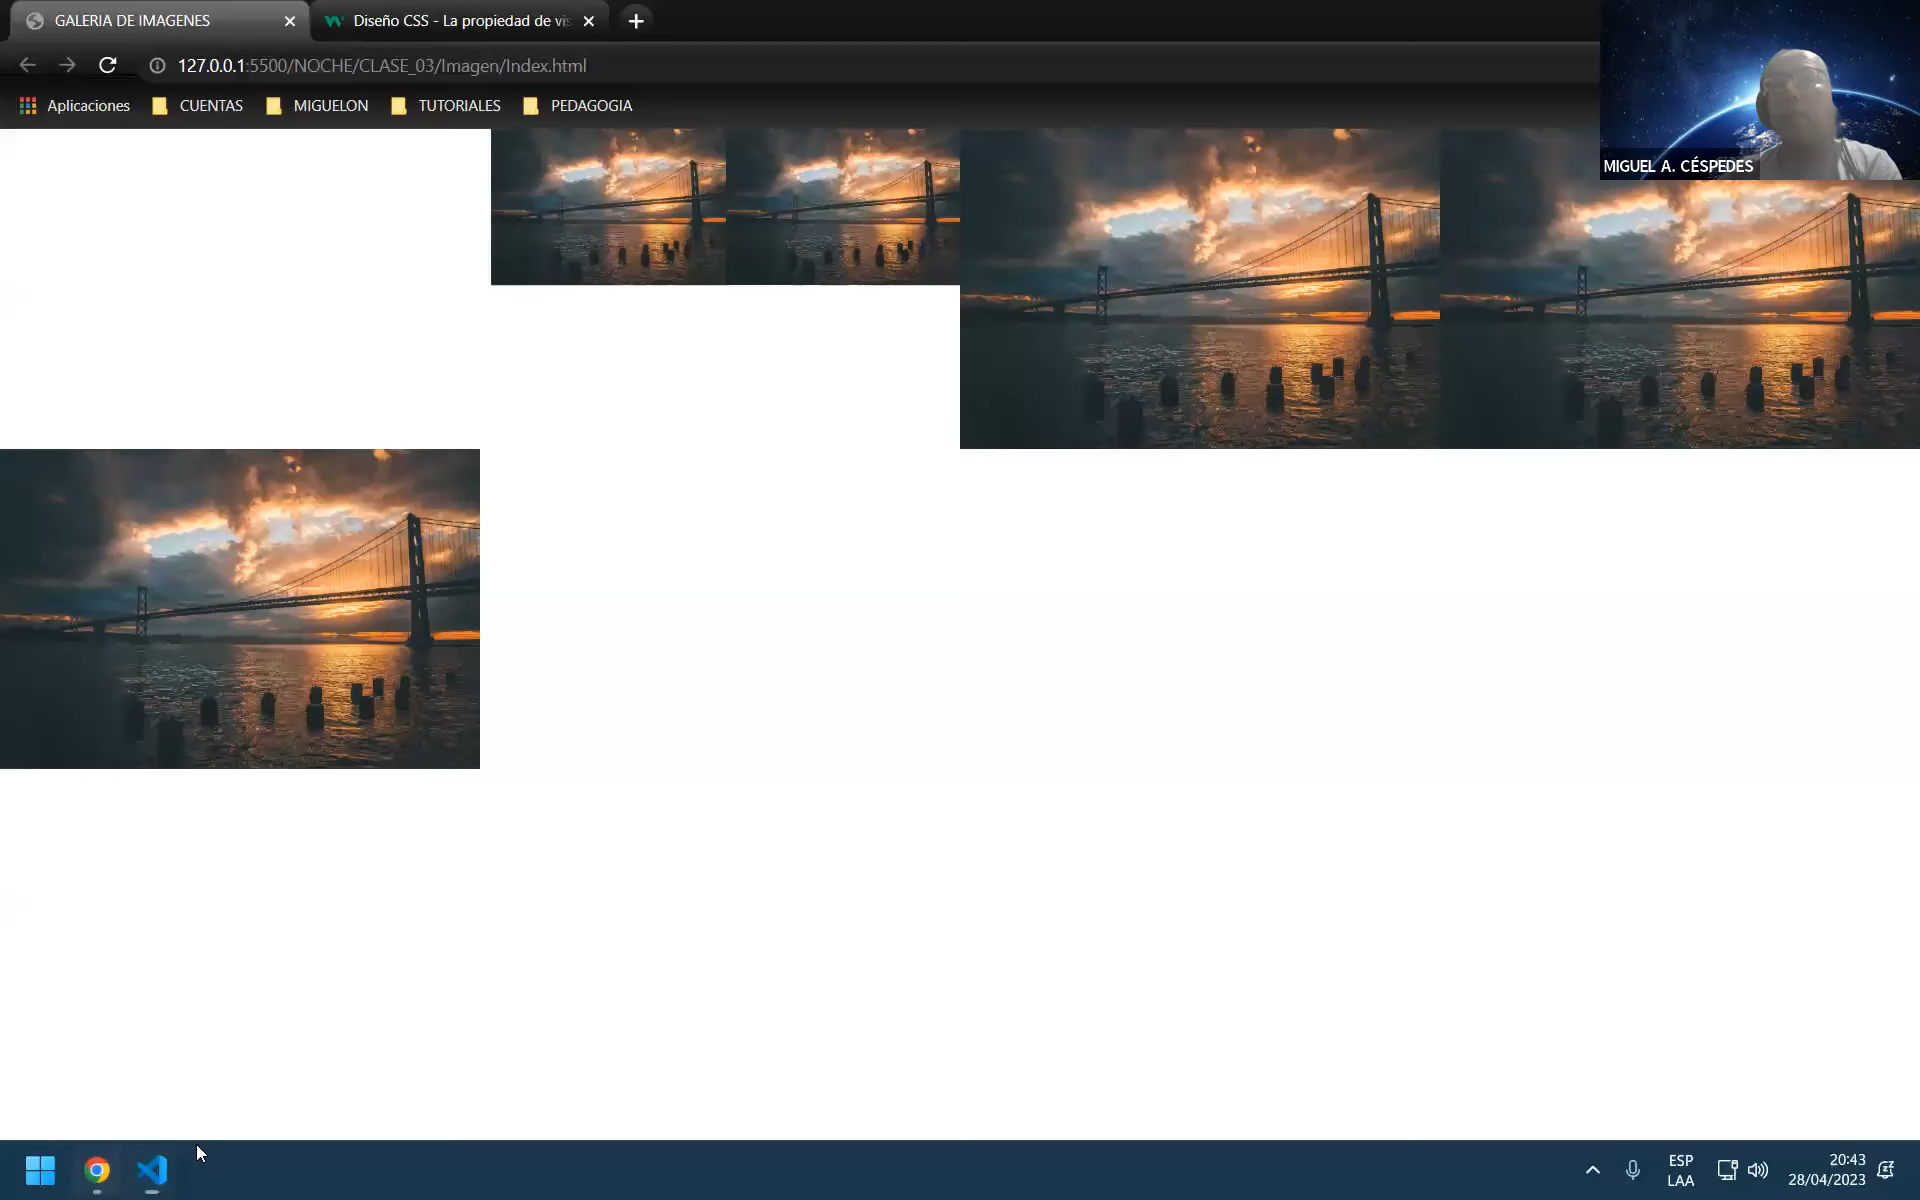 GALERIA DE IMAGENES
Diseño CSS - La propiedad de vis
127.0.0.1:5500/NOCHE/CLASE_03/Imagen/Index.html
Aplicaciones
CUENTAS
MIGUELON
TUTORIALES
PEDAGOGIA
MIGUEL A. CÉSPEDES
ESP
LAA
20:43
28/04/2023